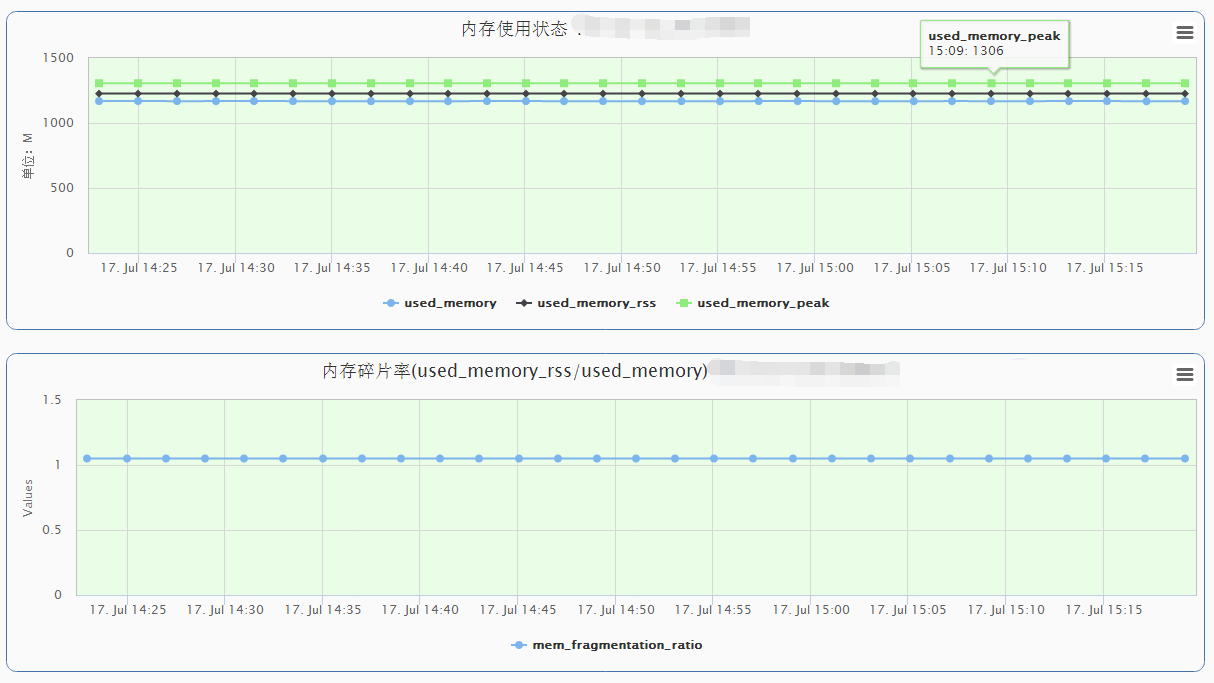 内存使用状态 :
used_memory_peak
15:09: 1306
1500
1000
500
0
单位: M
17. Jul 14:25 17. Jul 14:30 17. Jul 14:35 17. Jul 14:40 17. Jul 14:45 17. Jul 14:50 17. Jul 14:55 17. Jul 15:00 17. Jul 15:05 17. Jul 15:10 17. Jul 15:15
used_memory used_memory_rss used_memory_peak
内存碎片率(used_memory_rss/used_memory)
1.5
1
0.5
0
Values
17. Jul 14:25 17. Jul 14:30 17. Jul 14:35 17. Jul 14:40 17. Jul 14:45 17. Jul 14:50 17. Jul 14:55 17. Jul 15:00 17. Jul 15:05 17. Jul 15:10 17. Jul 15:15
mem_fragmentation_ratio